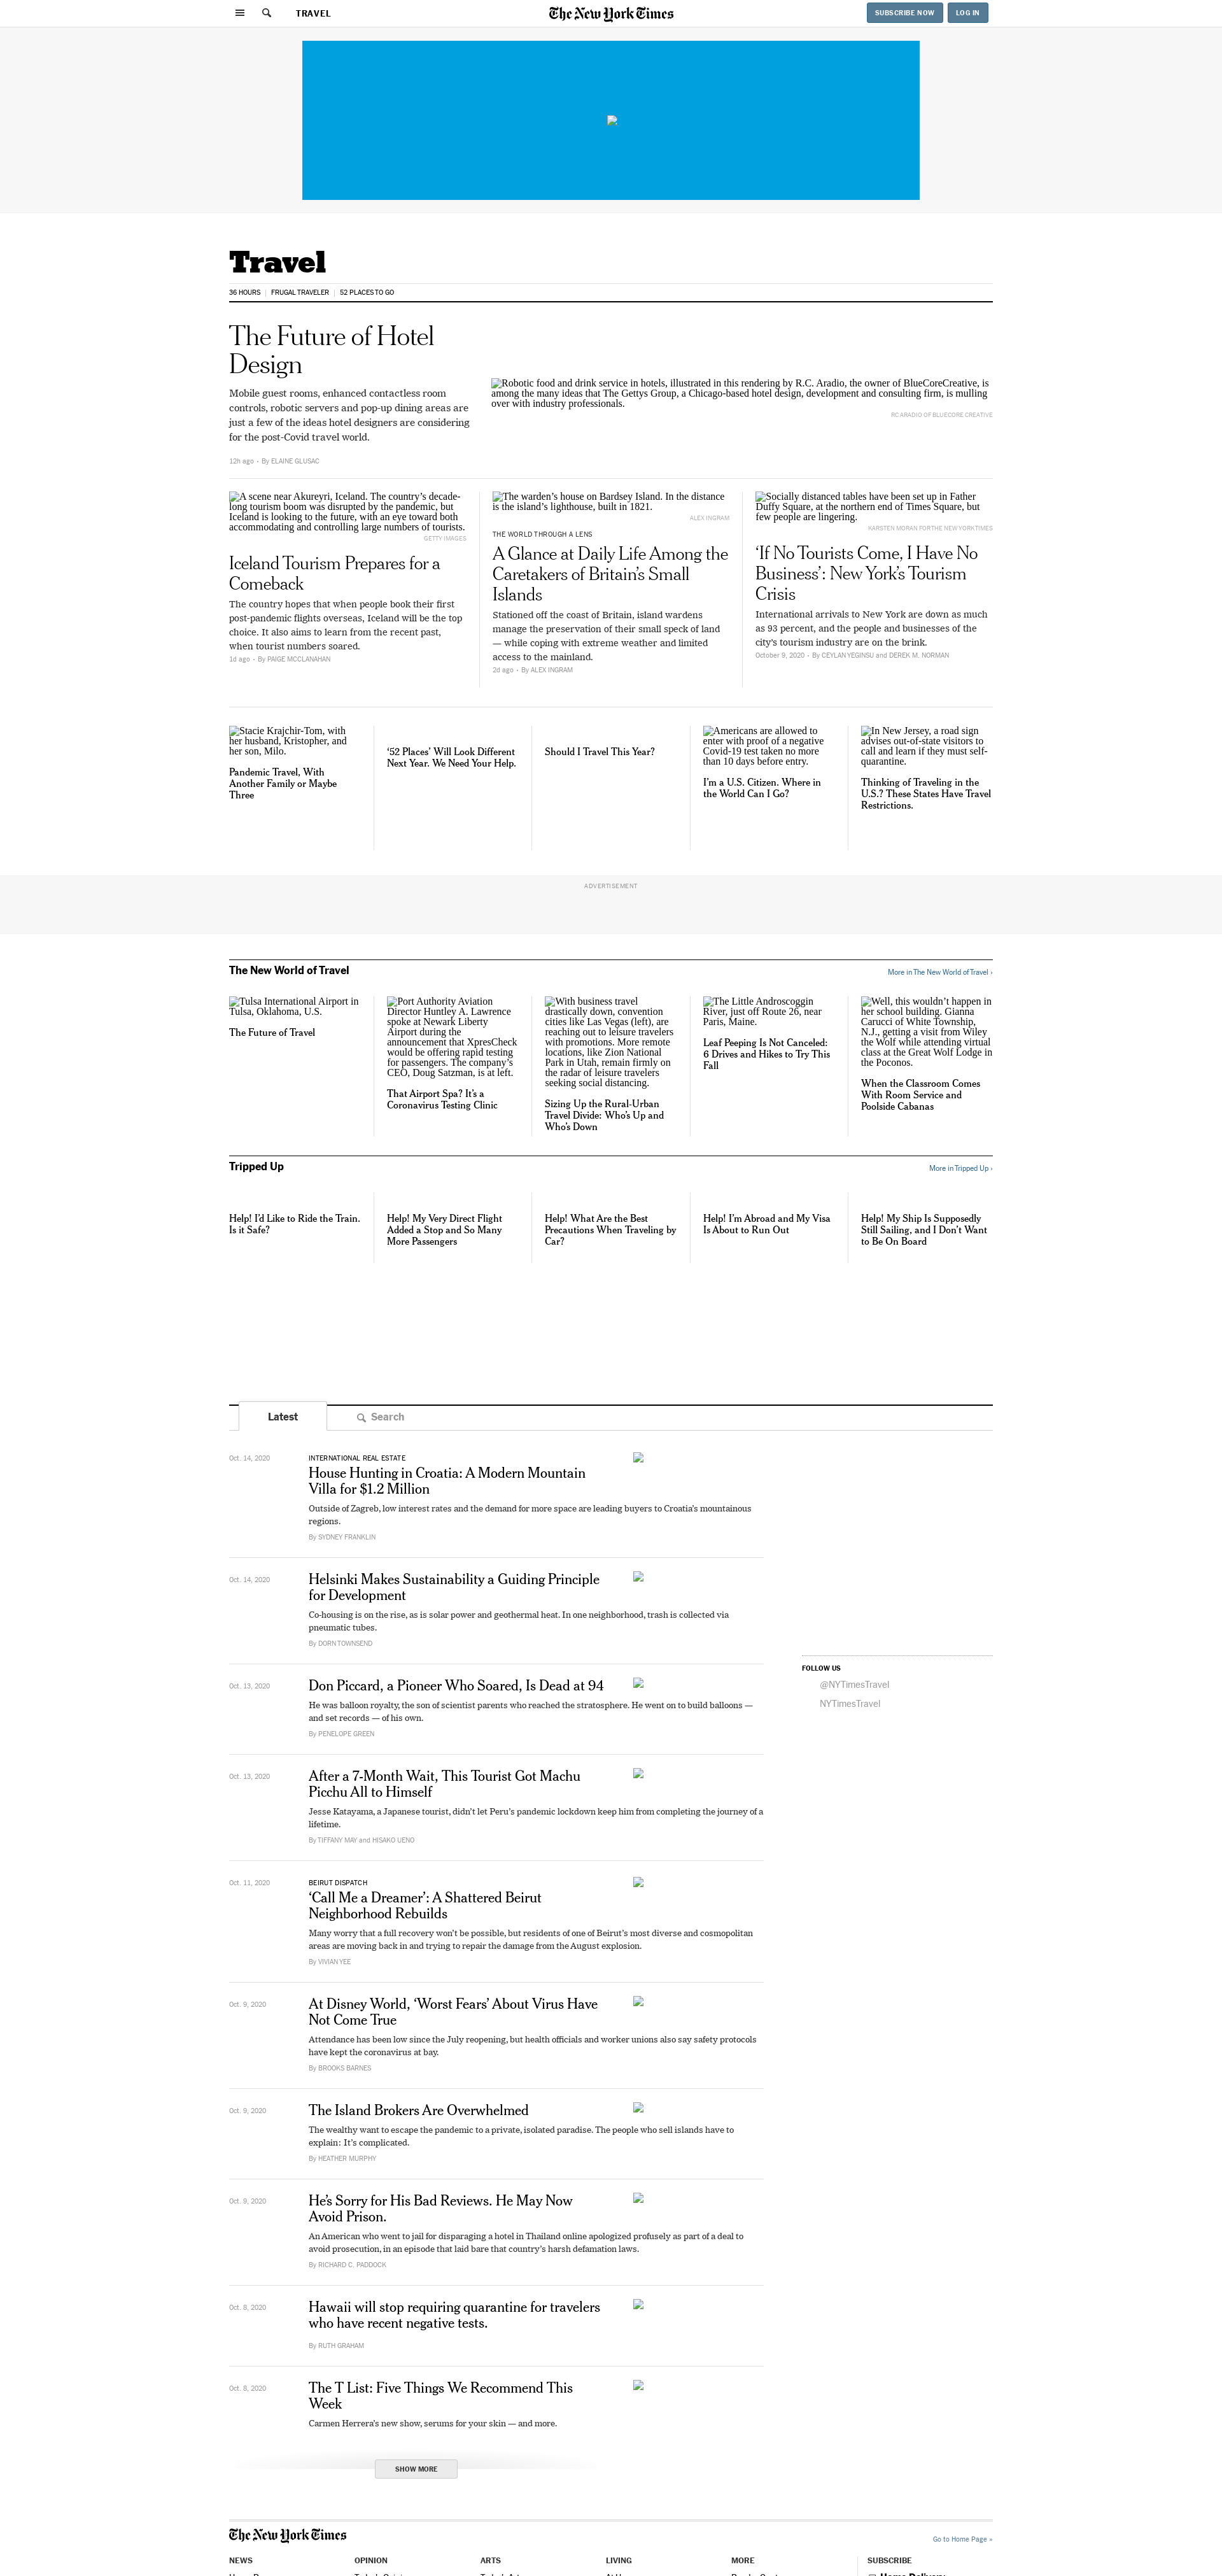 TRAVEL
The New York Times
SUBSCRIBE NOW
LOG IN
Travel
36 HOURS
FRUGAL TRAVELER
52 PLACES TO GO
The Future of Hotel
Design
Mobile guest rooms, enhanced contactless room
controls, robotic servers and pop-up dining areas are
just a few of the ideas hotel designers are considering
for the post-Covid travel world.
12h ago • By ELAINE GLUSAC
Robotic food and drink service in hotels, illustrated in this rendering by R.C. Aradio, the owner of BlueCoreCreative, is
among the many ideas that The Gettys Group, a Chicago-based hotel design, development and consulting firm, is mulling
over with industry professionals.
RC ARADIO OF BLUECORE CREATIVE
A scene near Akureyri, Iceland. The country's decade-
long tourism boom was disrupted by the pandemic, but
Iceland is looking to the future, with an eye toward both
accommodating and controlling large numbers of tourists.
GETTY IMAGES
Iceland Tourism Prepares for a
Comeback
The country hopes that when people book their first
post-pandemic flights overseas, Iceland will be the top
choice. It also aims to learn from the recent past,
when tourist numbers soared.
1d ago • By PAIGE MCCLANAHAN
The warden's house on Bardsey Island. In the distance
is the island's lighthouse, built in 1821.
ALEX INGRAM
THE WORLD THROUGH A LENS
A Glance at Daily Life Among the
Caretakers of Britain's Small
Islands
Stationed off the coast of Britain, island wardens
manage the preservation of their small speck of land
— while coping with extreme weather and limited
access to the mainland.
2d ago • By ALEX INGRAM
Socially distanced tables have been set up in Father
Duffy Square, at the northern end of Times Square, but
few people are lingering.
KARSTEN MORAN FOR THE NEW YORK TIMES
'If No Tourists Come, I Have No
Business': New York's Tourism
Crisis
International arrivals to New York are down as much
as 93 percent, and the people and businesses of the
city's tourism industry are on the brink.
October 9, 2020 • By CEYLAN YEGINSU and DEREK M. NORMAN
Stacie Krajchir-Tom, with
her husband, Kristopher, and
her son, Milo.
Pandemic Travel, With
Another Family or Maybe
Three
'52 Places' Will Look Different
Next Year. We Need Your Help.
Should I Travel This Year?
Americans are allowed to
enter with proof of a negative
Covid-19 test taken no more
than 10 days before entry.
I'm a U.S. Citizen. Where in
the World Can I Go?
In New Jersey, a road sign
advises out-of-state visitors to
call and learn if they must self-
quarantine.
Thinking of Traveling in the
U.S.? These States Have Travel
Restrictions.
ADVERTISEMENT
The New World of Travel
More in The New World of Travel ›
Tulsa International Airport in
Tulsa, Oklahoma, U.S.
The Future of Travel
Port Authority Aviation
Director Huntley A. Lawrence
spoke at Newark Liberty
Airport during the
announcement that XpresCheck
would be offering rapid testing
for passengers. The company's
CEO, Doug Satzman, is at left.
That Airport Spa? It's a
Coronavirus Testing Clinic
With business travel
drastically down, convention
cities like Las Vegas (left), are
reaching out to leisure travelers
with promotions. More remote
locations, like Zion National
Park in Utah, remain firmly on
the radar of leisure travelers
seeking social distancing.
Sizing Up the Rural-Urban
Travel Divide: Who's Up and
Who's Down
The Little Androscoggin
River, just off Route 26, near
Paris, Maine.
Leaf Peeping Is Not Canceled:
6 Drives and Hikes to Try This
Fall
Well, this wouldn't happen in
her school building. Gianna
Carucci of White Township,
N.J., getting a visit from Wiley
the Wolf while attending virtual
class at the Great Wolf Lodge in
the Poconos.
When the Classroom Comes
With Room Service and
Poolside Cabanas
Tripped Up
More in Tripped Up ›
Help! I'd Like to Ride the Train.
Is it Safe?
Help! My Very Direct Flight
Added a Stop and So Many
More Passengers
Help! What Are the Best
Precautions When Traveling by
Car?
Help! I'm Abroad and My Visa
Is About to Run Out
Help! My Ship Is Supposedly
Still Sailing, and I Don't Want
to Be On Board
Latest
Search
Oct. 14, 2020
INTERNATIONAL REAL ESTATE
House Hunting in Croatia: A Modern Mountain
Villa for $1.2 Million
Outside of Zagreb, low interest rates and the demand for more space are leading buyers to Croatia's mountainous
regions.
By SYDNEY FRANKLIN
Oct. 14, 2020
Helsinki Makes Sustainability a Guiding Principle
for Development
Co-housing is on the rise, as is solar power and geothermal heat. In one neighborhood, trash is collected via
pneumatic tubes.
By DORN TOWNSEND
FOLLOW US
@NYTimesTravel
NYTimesTravel
Oct. 13, 2020
Don Piccard, a Pioneer Who Soared, Is Dead at 94
He was balloon royalty, the son of scientist parents who reached the stratosphere. He went on to build balloons —
and set records — of his own.
By PENELOPE GREEN
Oct. 13, 2020
After a 7-Month Wait, This Tourist Got Machu
Picchu All to Himself
Jesse Katayama, a Japanese tourist, didn't let Peru's pandemic lockdown keep him from completing the journey of a
lifetime.
By TIFFANY MAY and HISAKO UENO
Oct. 11, 2020
BEIRUT DISPATCH
'Call Me a Dreamer': A Shattered Beirut
Neighborhood Rebuilds
Many worry that a full recovery won't be possible, but residents of one of Beirut's most diverse and cosmopolitan
areas are moving back in and trying to repair the damage from the August explosion.
By VIVIAN YEE
Oct. 9, 2020
At Disney World, 'Worst Fears' About Virus Have
Not Come True
Attendance has been low since the July reopening, but health officials and worker unions also say safety protocols
have kept the coronavirus at bay.
By BROOKS BARNES
Oct. 9, 2020
The Island Brokers Are Overwhelmed
The wealthy want to escape the pandemic to a private, isolated paradise. The people who sell islands have to
explain: It's complicated.
By HEATHER MURPHY
Oct. 9, 2020
He's Sorry for His Bad Reviews. He May Now
Avoid Prison.
An American who went to jail for disparaging a hotel in Thailand online apologized profusely as part of a deal to
avoid prosecution, in an episode that laid bare that country's harsh defamation laws.
By RICHARD C. PADDOCK
Oct. 8, 2020
Hawaii will stop requiring quarantine for travelers
who have recent negative tests.
By RUTH GRAHAM
Oct. 8, 2020
The T List: Five Things We Recommend This
Week
Carmen Herrera's new show, serums for your skin — and more.
SHOW MORE
The New York Times
Go to Home Page »
NEWS
OPINION
ARTS
LIVING
MORE
SUBSCRIBE